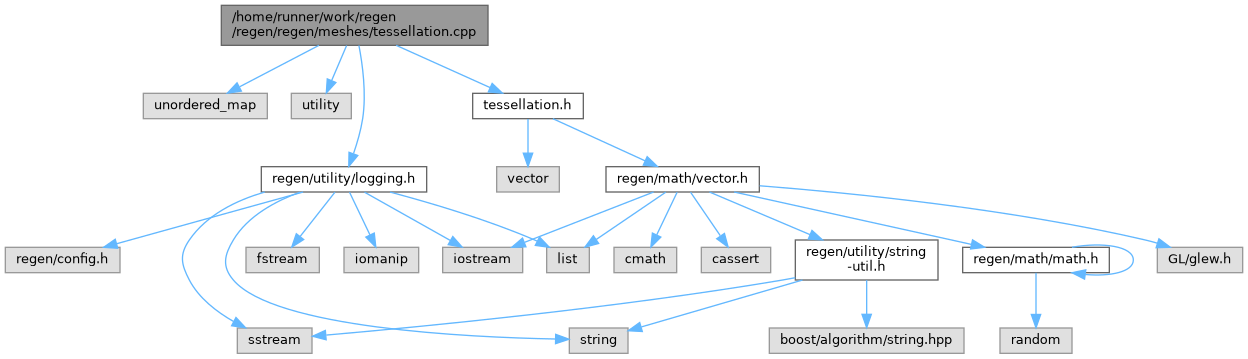 /home/runner/work/regen
/regen/regen/meshes/tessellation.cpp
unordered_map
utility
tessellation.h
regen/utility/logging.h
vector
regen/math/vector.h
regen/config.h
fstream
iomanip
iostream
list
cmath
cassert
regen/utility/string
-util.h
regen/math/math.h
GL/glew.h
sstream
string
boost/algorithm/string.hpp
random